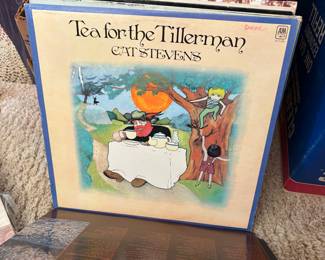 Tea for the Tillerman
CAT STEVENS
A&M